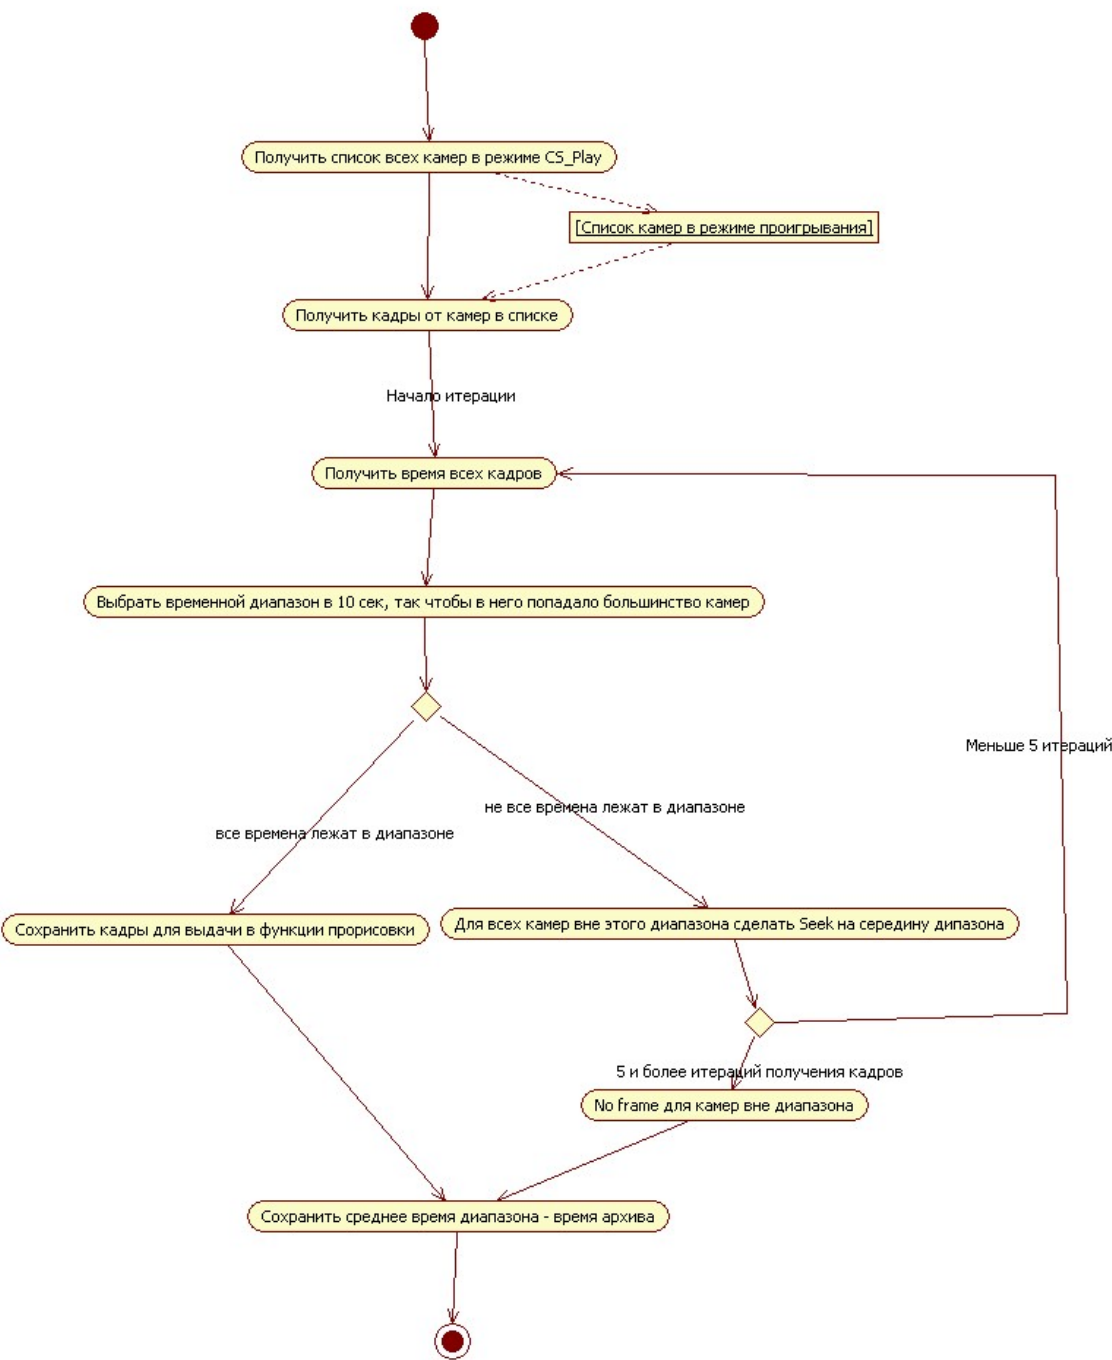 Получить список всех камер в режиме CS_Play
[Список камер в режиме проигрывания]
Получить кадры от камер в списке
Начало итерации
Получить время всех кадров
Выбрать временной диапазон в 10 сек, так чтобы в него попадало большинство камер
Меньше 5 итераций
не все времена лежат в диапазоне
все времена лежат в диапазоне
Сохранить кадры для выдачи в функции прорисовки
Для всех камер вне этого диапазона сделать Seek на середину дипазона
5 и более итераций получения кадров
No frame для камер вне диапазона
Сохранить среднее время диапазона - время архива